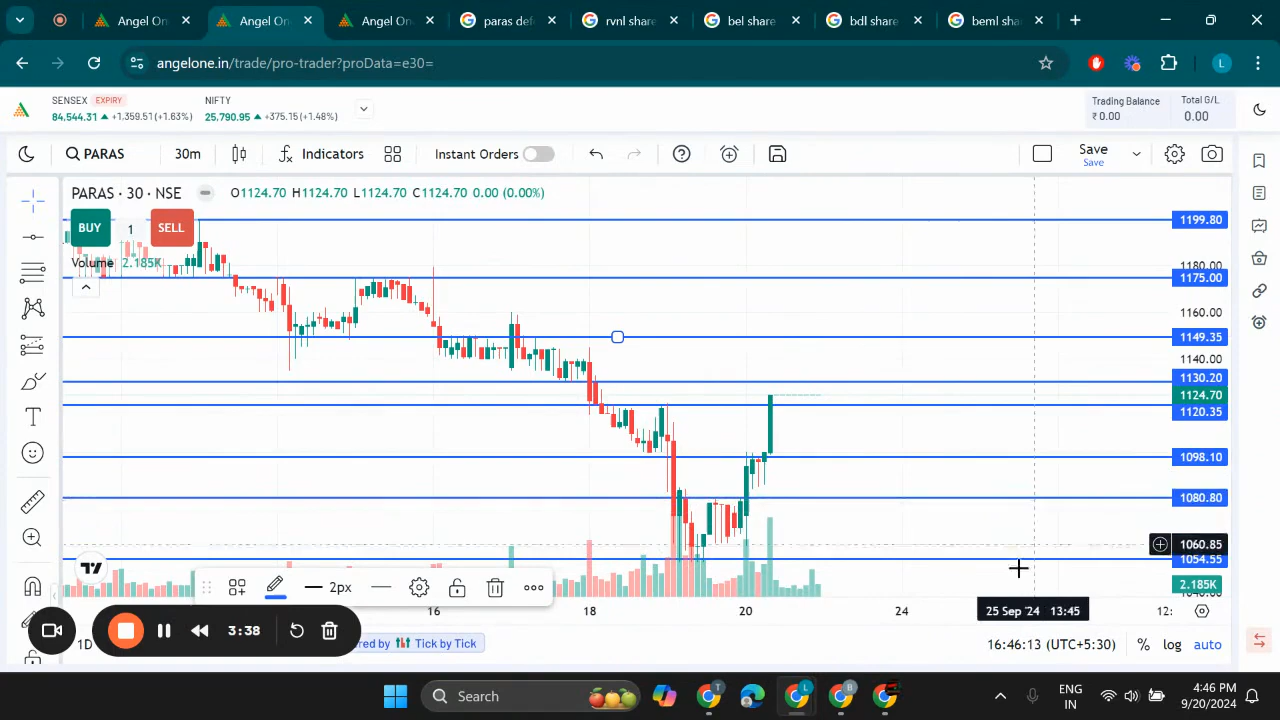 Angel On
Angel On
Angel On
paras def
rvnl share
bel share
bdl share
beml sha
angelone.in/trade/pro-trader?proData=e30=
L
SENSEX EXPIRY
84,544.31 +1,359.51 (+1.63%)
NIFTY
25,790.95 +375.15 (+1.48%)
Trading Balance
₹ 0.00
Total G/L
0.00
PARAS
30m
Indicators
Instant Orders
Save
Save
PARAS · 30 · NSE
O1124.70 H1124.70 L1124.70 C1124.70 0.00 (0.00%)
BUY
1
SELL
Volume 2.185K
1199.80
1180.00
1175.00
1160.00
1149.35
1140.00
1130.20
1124.70
1120.35
1098.10
1080.80
1060.85
1054.55
2.185K
2px
16
18
20
24
25 Sep '24 13:45
12:
3:38
1D
ered by Tick by Tick
16:46:13 (UTC+5:30)
%
log
auto
Search
T
L
B
ENG
IN
4:46 PM
9/20/2024